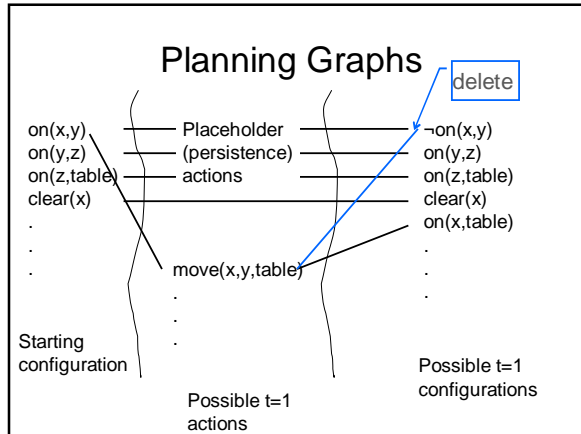 Planning Graphs
delete
on(x,y)
on(y,z)
on(z,table)
clear(x)
.
.
.
Starting
configuration
Placeholder
(persistence)
actions
move(x,y,table)
.
.
.
Possible t=1
actions
¬on(x,y)
on(y,z)
on(z,table)
clear(x)
on(x,table)
.
.
.
Possible t=1
configurations